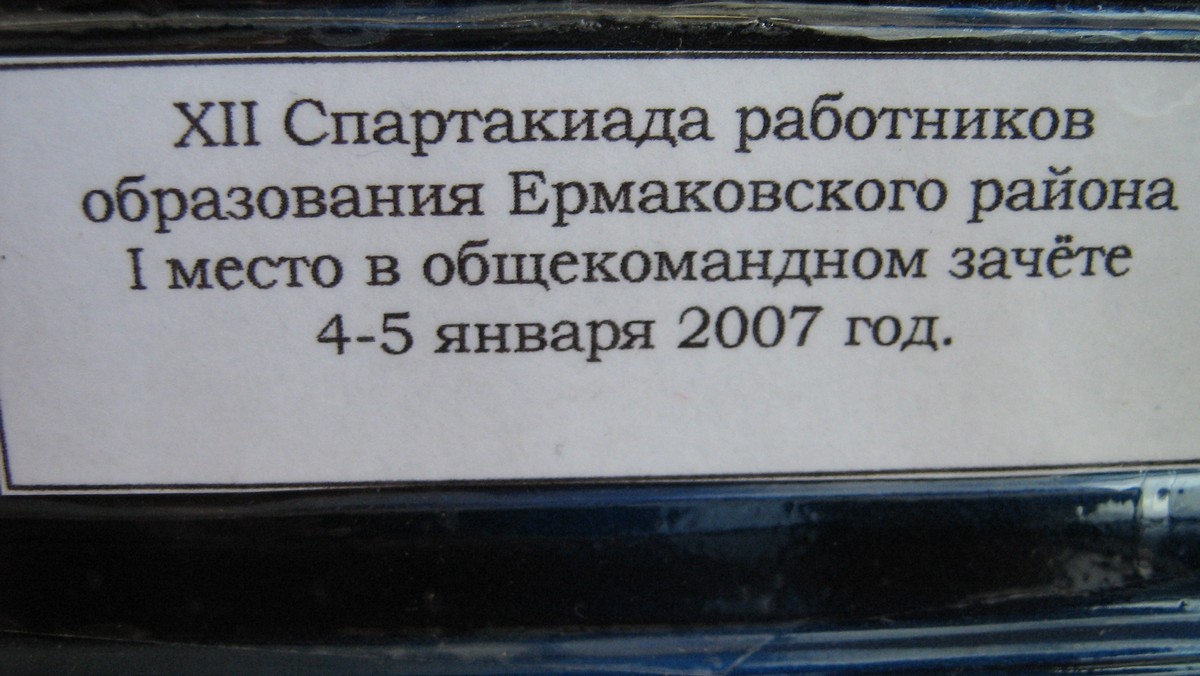 XII Спартакиада работников
образования Ермаковского района
I место в общекомандном зачёте
4-5 января 2007 год.